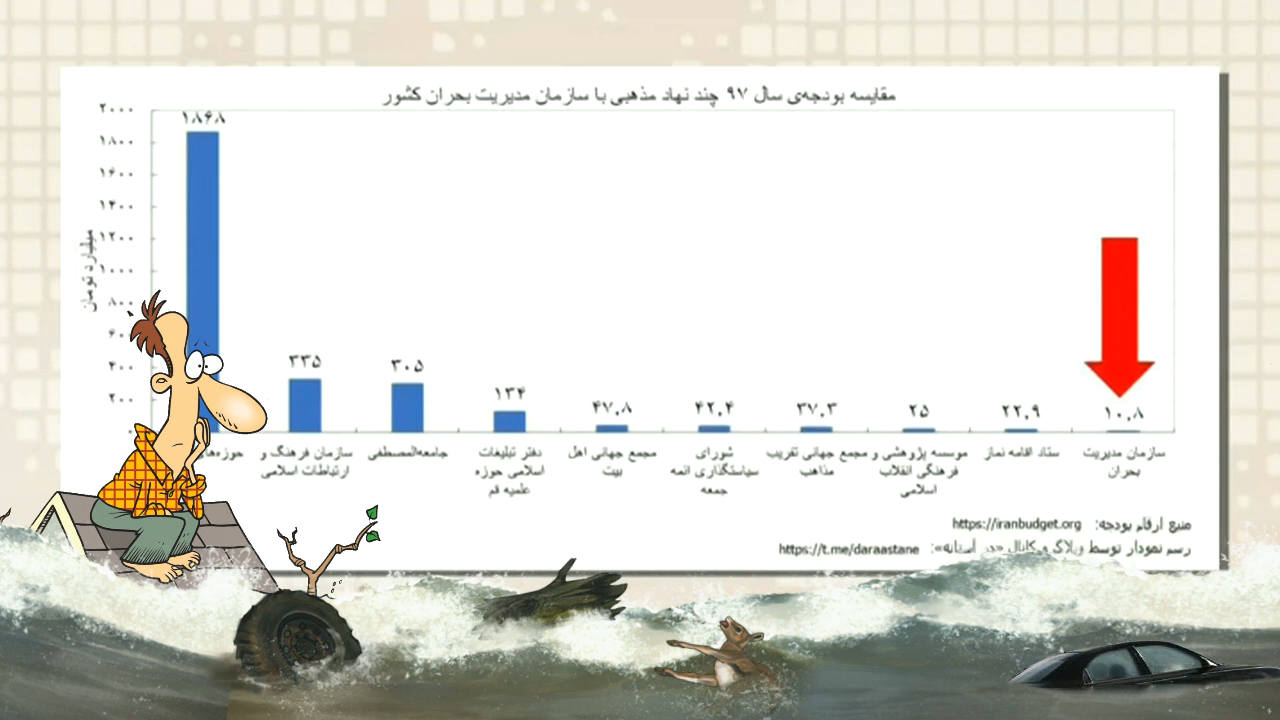 مقایسه بودجه‌ی سال ۹۷ چند نهاد مذهبی با سازمان مدیریت بحران کشور
میلیارد تومان
۲۰۰۰
۱۸۰۰
۱۶۰۰
۱۴۰۰
۱۲۰۰
۱۰۰۰
۸۰۰
۶۰
۴۰۰
۲۰۰
۰
۱۸۶۸
۳۳۵
۳۰۵
۱۳۴
۴۷.۸
۴۲.۴
۳۷.۳
۲۵
۲۲.۹
۱۰.۸
حوزه‌ها
سازمان فرهنگ و
ارتباطات اسلامی
جامعه‌المصطفی
دفتر تبلیغات
اسلامی حوزه
علمیه قم
مجمع جهانی اهل
بیت
شورای
سیاستگذاری ائمه
جمعه
مجمع جهانی تقریب
مذاهب
موسسه پژوهشی و
فرهنگی انقلاب
اسلامی
ستاد اقامه نماز
سازمان مدیریت
بحران
منبع ارقام بودجه: https://iranbudget.org
رسم نمودار توسط وبلاگ و کانال «در آستانه»: https://t.me/daraastane